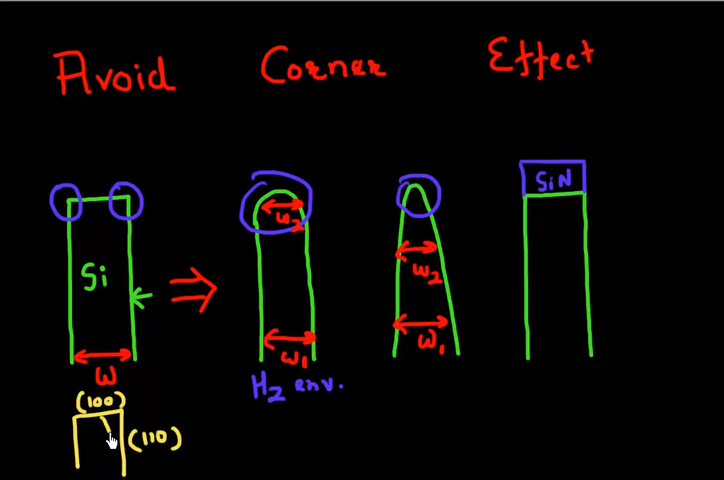 Avoid Corner Effect
SiN
w2
Si
w2
w1
w1
w
H2 env.
(100)
(110)